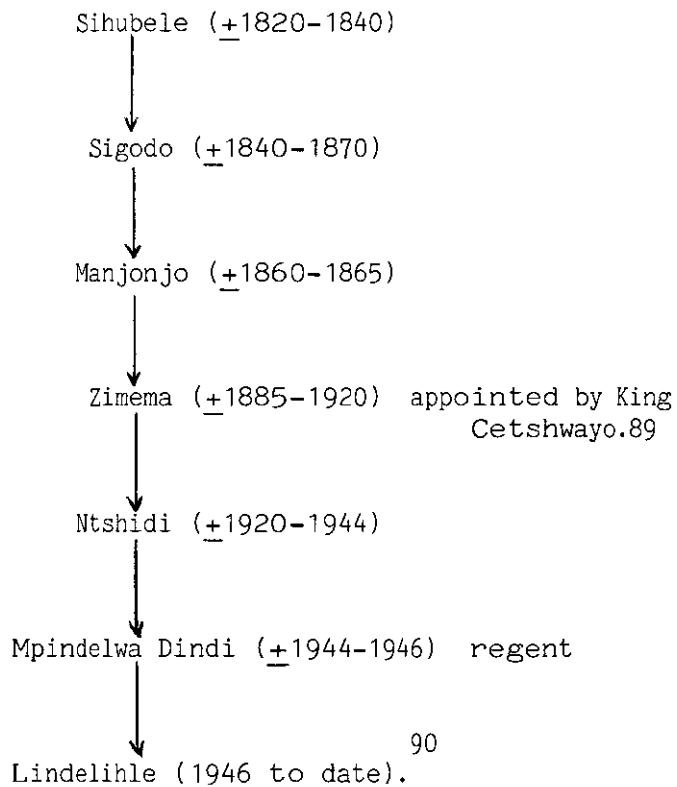 Sihubele (±1820-1840)
Sigodo (±1840-1870)
Manjonjo (±1860-1865)
Zimema (±1885-1920) appointed by King
Cetshwayo.89
Ntshidi (±1920-1944)
Mpindelwa Dindi (±1944-1946) regent
90
Lindelihle (1946 to date).